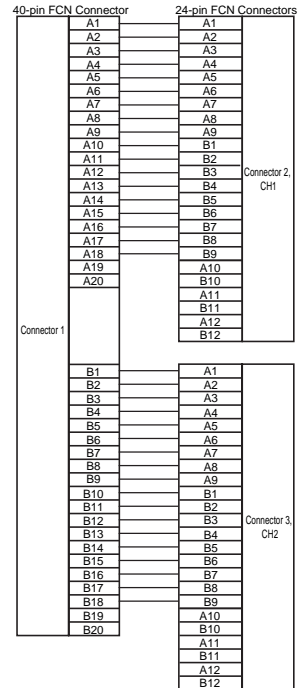 40-pin FCN Connector 24-pin FCN Connectors
A1 A1
A2 A2
A3 A3
A4 A4
A5 A5
A6 A6
A7 A7
A8 A8
A9 A9
A10 B1
A11 B2
A12 B3
A13 B4
A14 B5
A15 B6
A16 B7
A17 B8
A18 B9
A19 A10
A20 B10
A11
B11
A12
B12
Connector 2,
CH1
Connector 1
B1 A1
B2 A2
B3 A3
B4 A4
B5 A5
B6 A6
B7 A7
B8 A8
B9 A9
B10 B1
B11 B2
B12 B3
B13 B4
B14 B5
B15 B6
B16 B7
B17 B8
B18 B9
B19 A10
B20 B10
A11
B11
A12
B12
Connector 3,
CH2